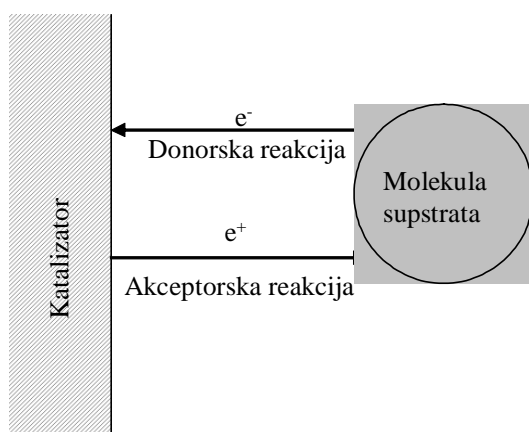 Katalizator
e⁻
Donorska reakcija
Molekula
supstrata
e⁺
Akceptorska reakcija